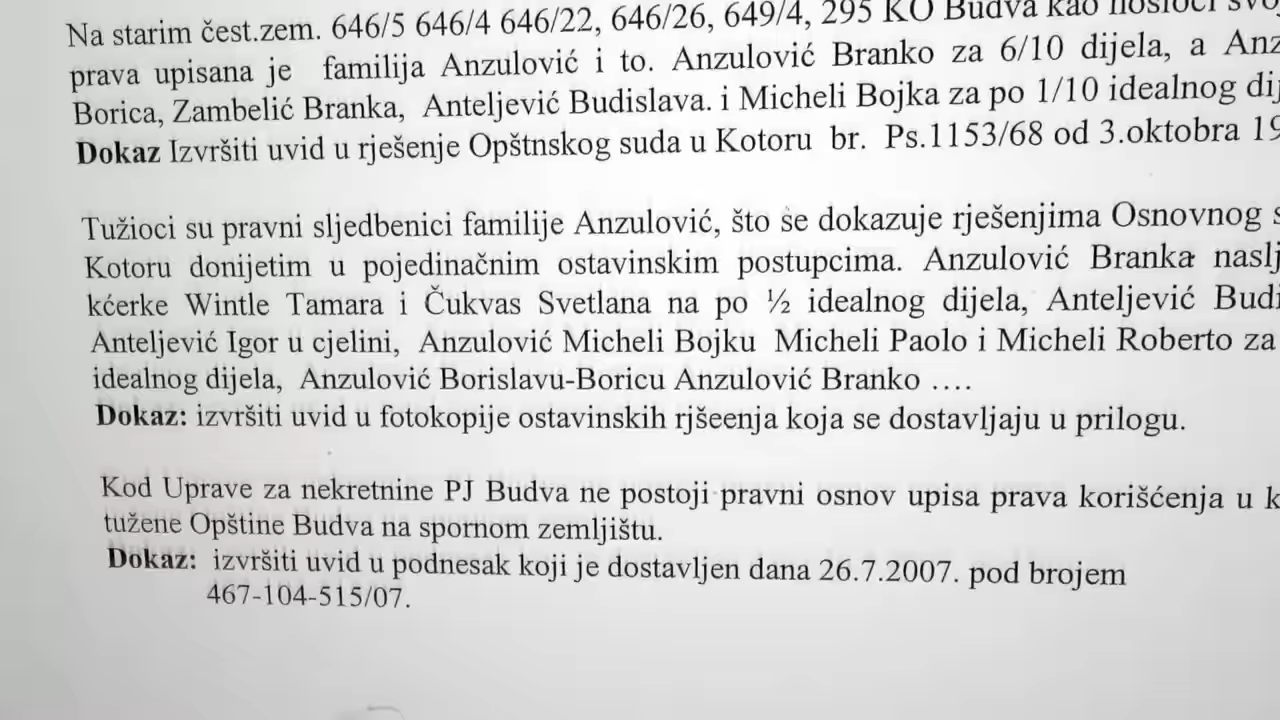 Na starim čest.zem. 646/5 646/4 646/22, 646/26, 649/4, 295 KO Budva kao nosioci
prava upisana je familija Anzulović i to. Anzulović Branko za 6/10 dijela, a Anz
Borica, Zambelić Branka, Anteljević Budislava. i Micheli Bojka za po 1/10 idealnog dij
Dokaz Izvršiti uvid u rješenje Opštnskog suda u Kotoru br. Ps.1153/68 od 3.oktobra 19
Tužioci su pravni sljedbenici familije Anzulović, što se dokazuje rješenjima Osnovnog s
Kotoru donijetim u pojedinačnim ostavinskim postupcima. Anzulović Branka naslj
kćerke Wintle Tamara i Čukvas Svetlana na po ½ idealnog dijela, Anteljević Budi
Anteljević Igor u cjelini, Anzulović Micheli Bojku Micheli Paolo i Micheli Roberto za
idealnog dijela, Anzulović Borislavu-Boricu Anzulović Branko ….
Dokaz: izvršiti uvid u fotokopije ostavinskih rjšeenja koja se dostavljaju u prilogu.
Kod Uprave za nekretnine PJ Budva ne postoji pravni osnov upisa prava korišćenja u k
tužene Opštine Budva na spornom zemljištu.
Dokaz: izvršiti uvid u podnesak koji je dostavljen dana 26.7.2007. pod brojem
467-104-515/07.